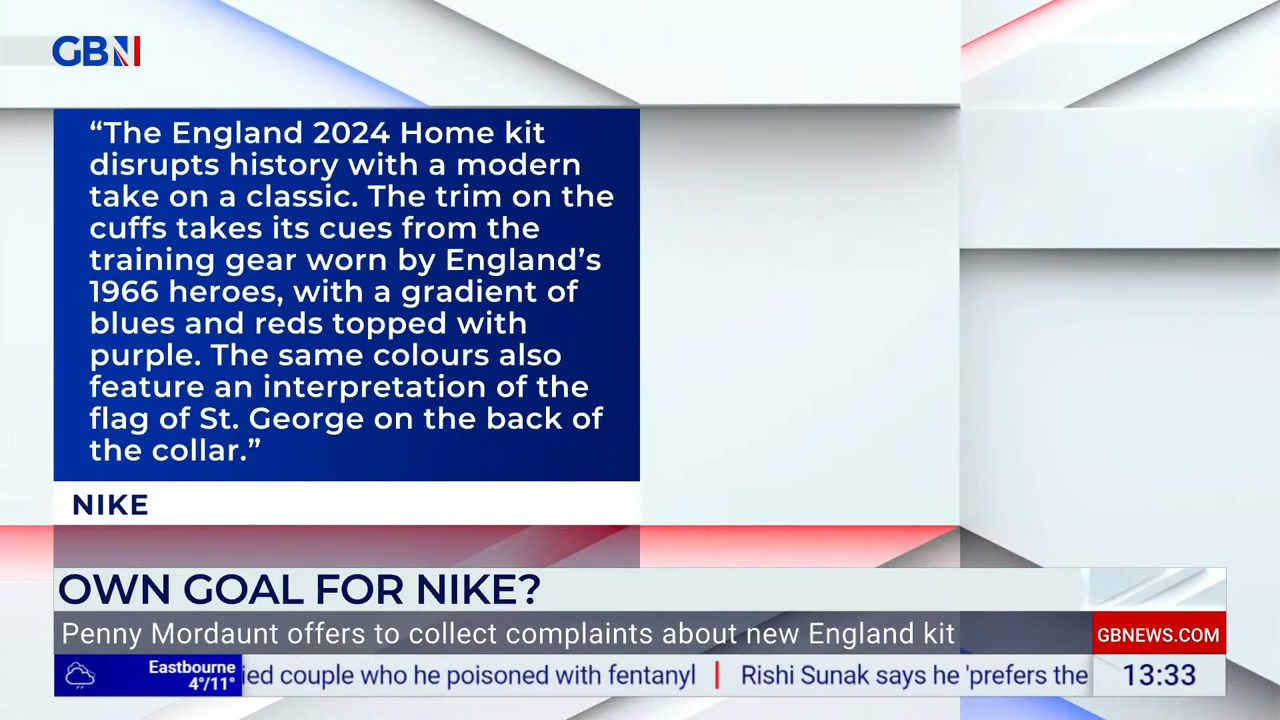 GBN
“The England 2024 Home kit
disrupts history with a modern
take on a classic. The trim on the
cuffs takes its cues from the
training gear worn by England’s
1966 heroes, with a gradient of
blues and reds topped with
purple. The same colours also
feature an interpretation of the
flag of St. George on the back of
the collar.”
NIKE
OWN GOAL FOR NIKE?
Penny Mordaunt offers to collect complaints about new England kit
GBNEWS.COM
Eastbourne
4°/11°
ied couple who he poisoned with fentanyl | Rishi Sunak says he 'prefers the
13:33